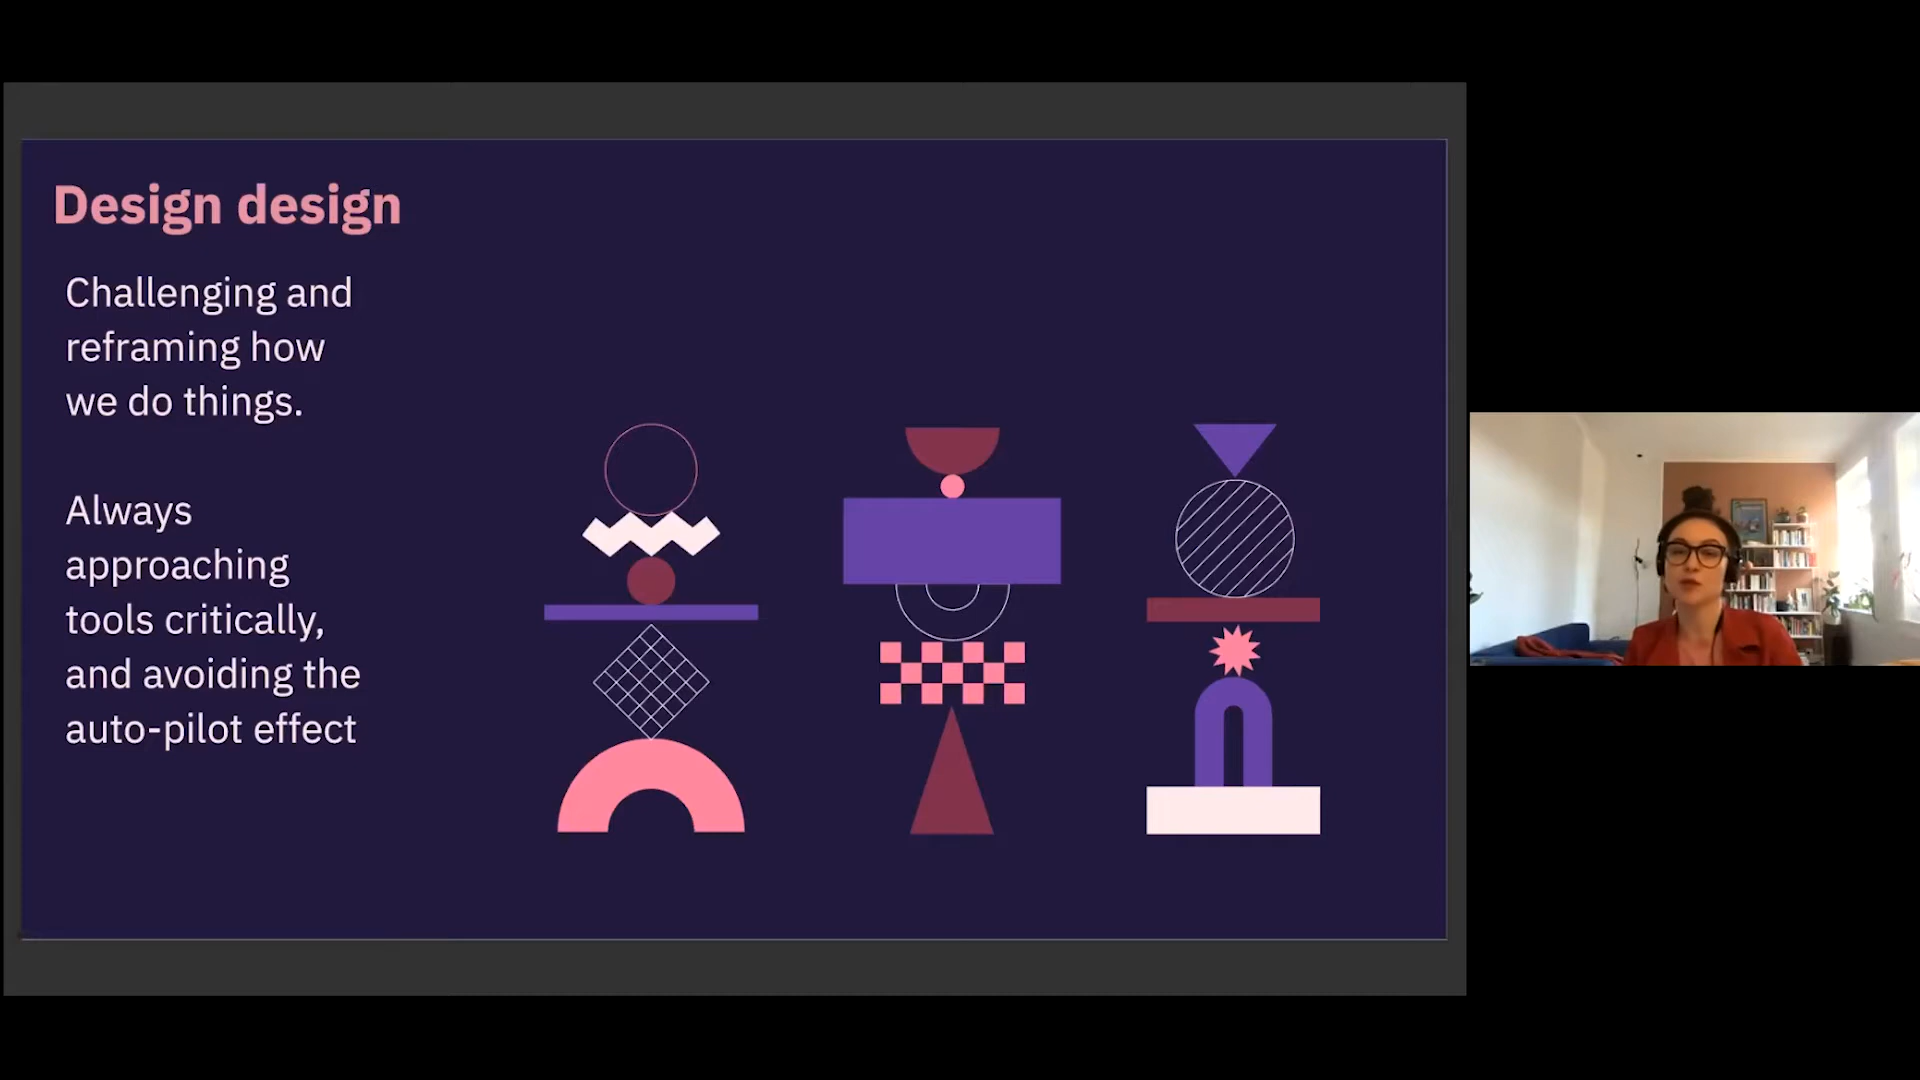 Design design
Challenging and
reframing how
we do things.
Always
approaching
tools critically,
and avoiding the
auto-pilot effect